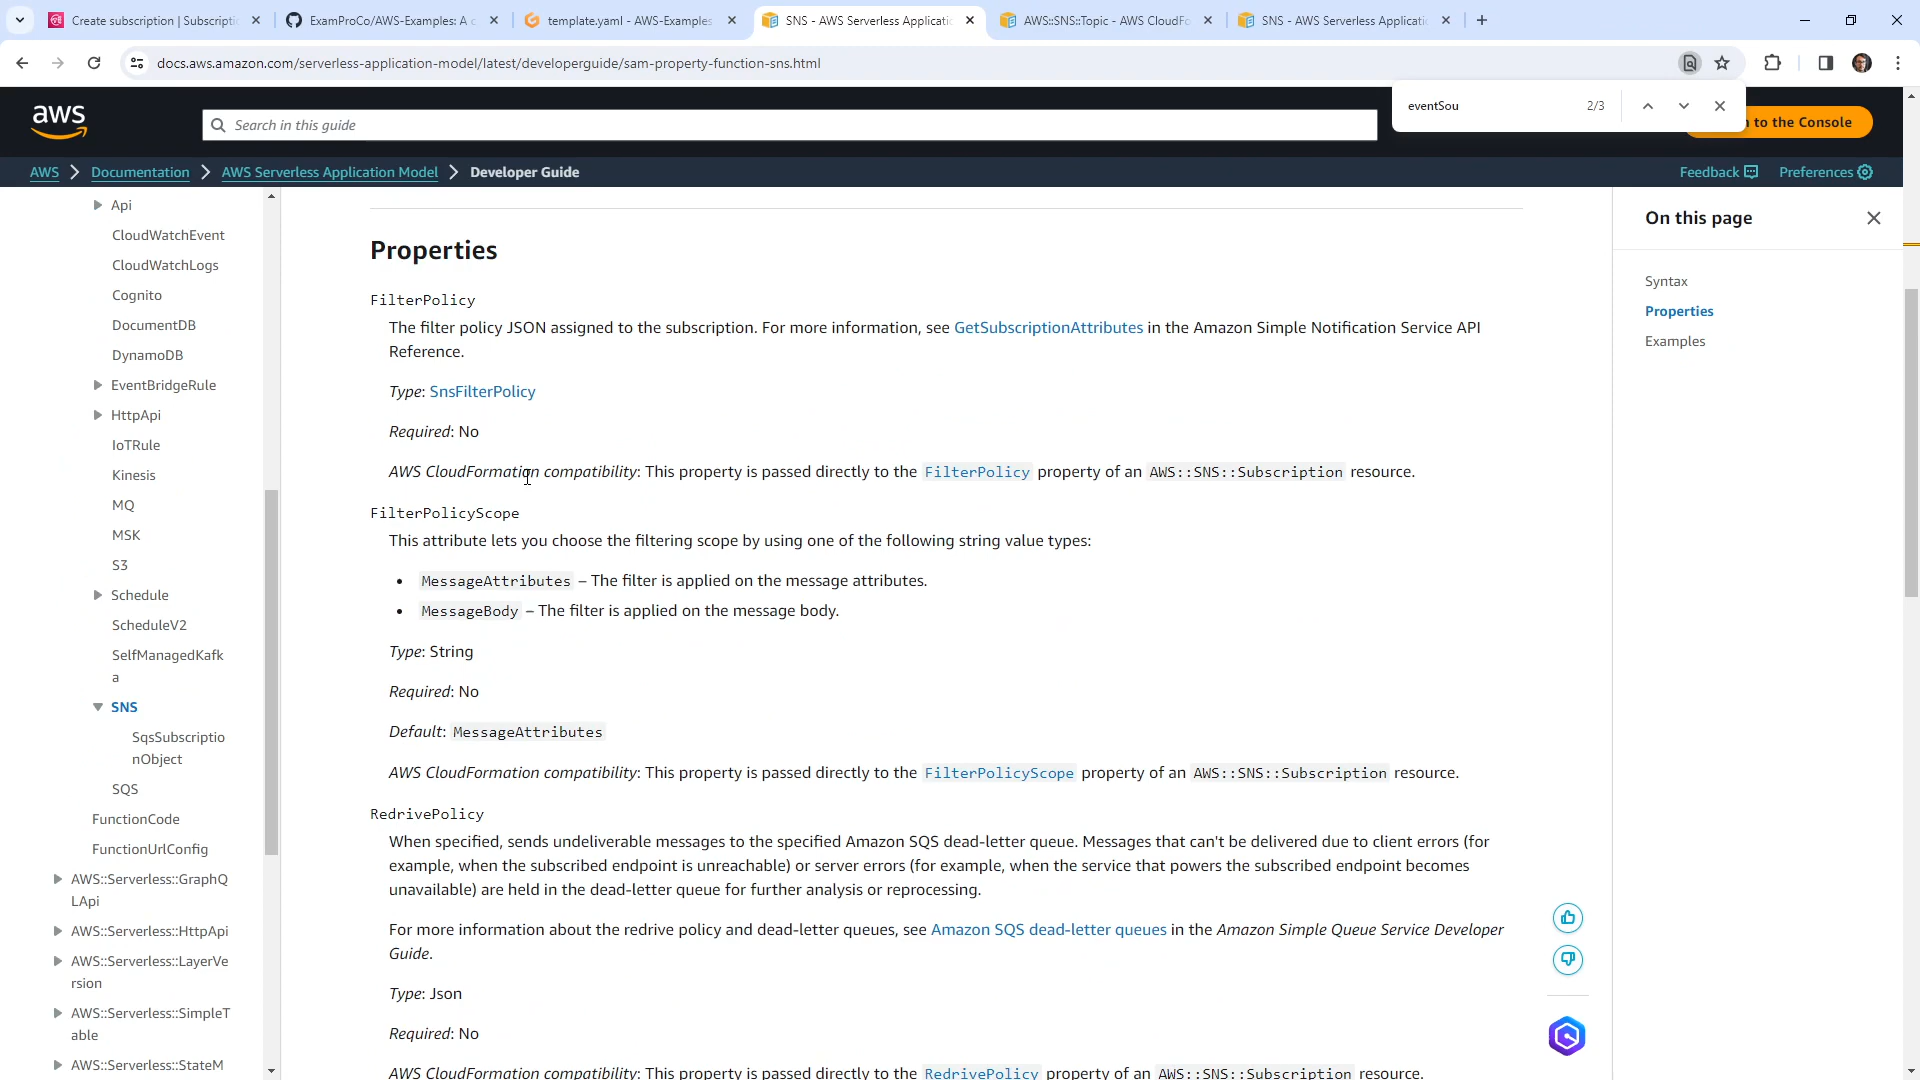 Create subscription | Subscripti
ExamProCo/AWS-Examples: A c
template.yaml - AWS-Examples
SNS - AWS Serverless Applicatio
AWS::SNS::Topic - AWS CloudFo
SNS - AWS Serverless Applicatio
docs.aws.amazon.com/serverless-application-model/latest/developerguide/sam-property-function-sns.html
eventSou
2/3
aws
Search in this guide
to the Console
AWS
Documentation
AWS Serverless Application Model
Developer Guide
Feedback
Preferences
Api
CloudWatchEvent
CloudWatchLogs
Cognito
DocumentDB
DynamoDB
EventBridgeRule
HttpApi
IoTRule
Kinesis
MQ
MSK
S3
Schedule
ScheduleV2
SelfManagedKafk
a
SNS
SqsSubscriptio
nObject
SQS
FunctionCode
FunctionUrlConfig
AWS::Serverless::GraphQ
LApi
AWS::Serverless::HttpApi
AWS::Serverless::LayerVe
rsion
AWS::Serverless::SimpleT
able
AWS::Serverless::StateM
Properties
FilterPolicy
The filter policy JSON assigned to the subscription. For more information, see GetSubscriptionAttributes in the Amazon Simple Notification Service API
Reference.
Type: SnsFilterPolicy
Required: No
AWS CloudFormation compatibility: This property is passed directly to the FilterPolicy property of an AWS::SNS::Subscription resource.
FilterPolicyScope
This attribute lets you choose the filtering scope by using one of the following string value types:
• MessageAttributes – The filter is applied on the message attributes.
• MessageBody – The filter is applied on the message body.
Type: String
Required: No
Default: MessageAttributes
AWS CloudFormation compatibility: This property is passed directly to the FilterPolicyScope property of an AWS::SNS::Subscription resource.
RedrivePolicy
When specified, sends undeliverable messages to the specified Amazon SQS dead-letter queue. Messages that can't be delivered due to client errors (for
example, when the subscribed endpoint is unreachable) or server errors (for example, when the service that powers the subscribed endpoint becomes
unavailable) are held in the dead-letter queue for further analysis or reprocessing.
For more information about the redrive policy and dead-letter queues, see Amazon SQS dead-letter queues in the Amazon Simple Queue Service Developer
Guide.
Type: Json
Required: No
AWS CloudFormation compatibility: This property is passed directly to the RedrivePolicy property of an AWS::SNS::Subscription resource.
On this page
Syntax
Properties
Examples